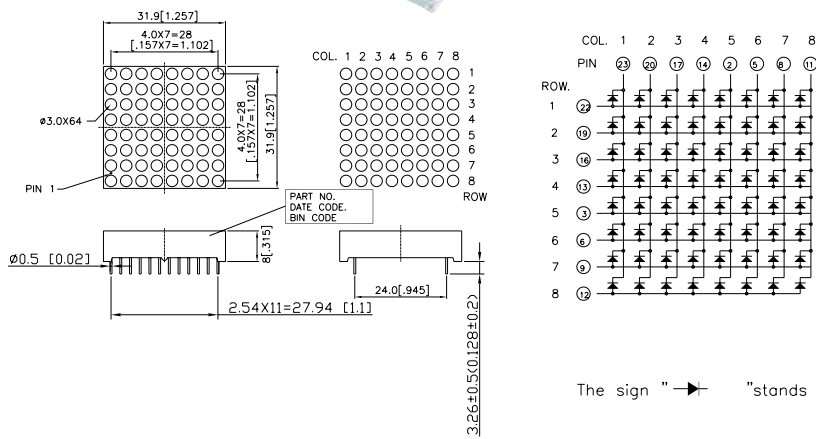 31.9[1.257]
4.0X7=28
[.157X7=1.102]
ø3.0X64
PIN 1
4.0X7=28
[.157X7=1.102]
31.9[1.257]
COL. 1 2 3 4 5 6 7 8
1
2
3
4
5
6
7
8
ROW
PART NO.
DATE CODE.
BIN CODE
8[.315]
ø0.5 [0.02]
2.54X11=27.94 [1.1]
24.0[.945]
3.26±0.5(0.128±0.2)
COL. 1 2 3 4 5 6 7 8
PIN 23 20 17 14 2 5 8 11
ROW.
1 22
2 19
3 16
4 13
5 3
6 6
7 9
8 12
The sign " "stands